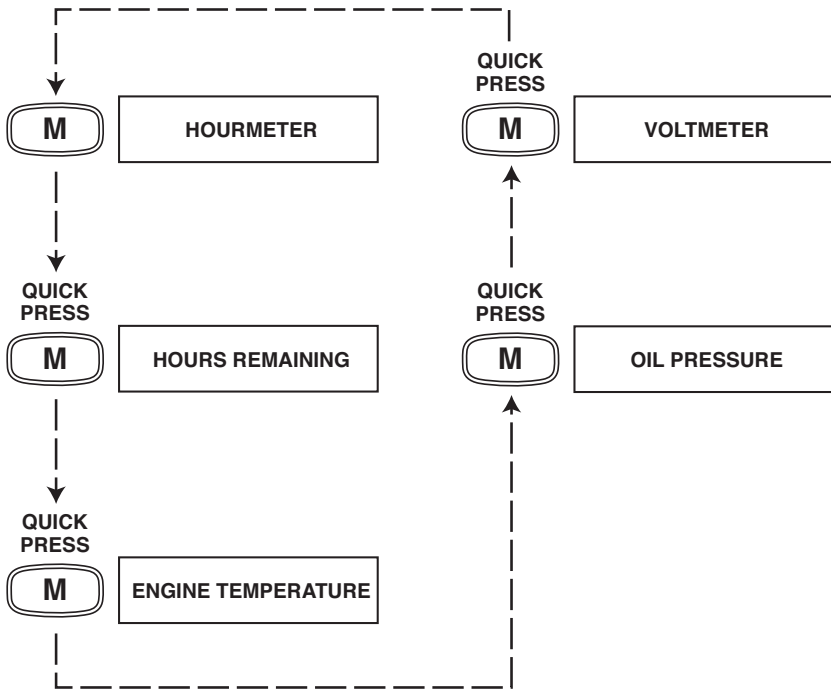 M
HOURMETER
QUICK
PRESS
M
HOURS REMAINING
QUICK
PRESS
M
ENGINE TEMPERATURE
QUICK
PRESS
M
VOLTMETER
QUICK
PRESS
M
OIL PRESSURE